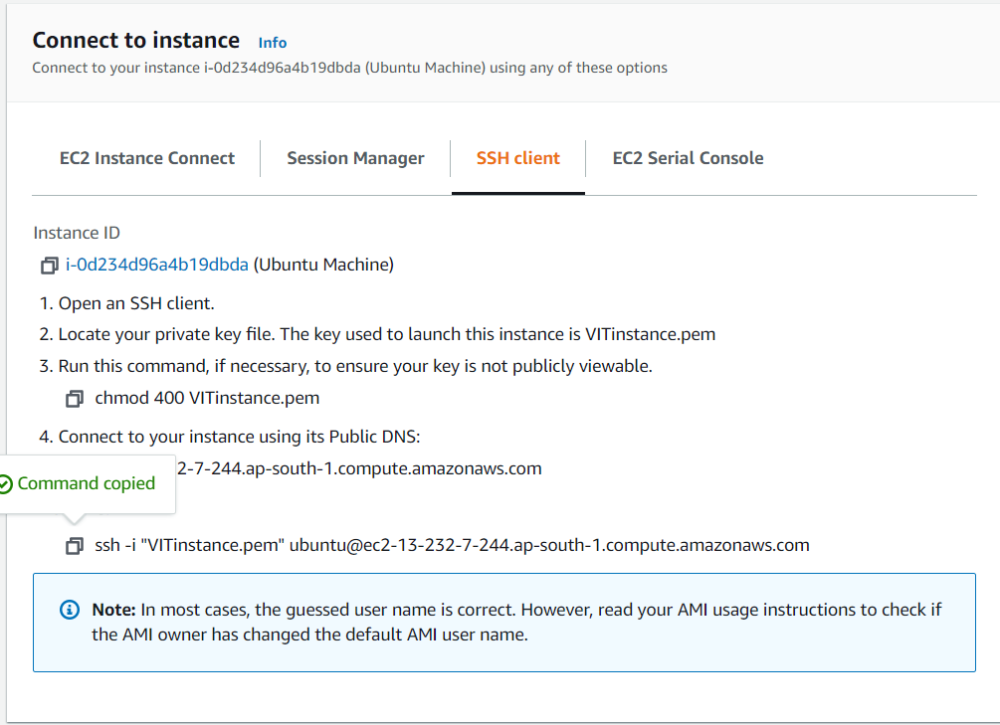 Connect to instance Info
Connect to your instance i-0d234d96a4b19dbda (Ubuntu Machine) using any of these options
EC2 Instance Connect Session Manager SSH client EC2 Serial Console
Instance ID
i-0d234d96a4b19dbda (Ubuntu Machine)
1. Open an SSH client.
2. Locate your private key file. The key used to launch this instance is VITinstance.pem
3. Run this command, if necessary, to ensure your key is not publicly viewable.
chmod 400 VITinstance.pem
4. Connect to your instance using its Public DNS:
2-7-244.ap-south-1.compute.amazonaws.com
Command copied
ssh -i "VITinstance.pem" ubuntu@ec2-13-232-7-244.ap-south-1.compute.amazonaws.com
Note: In most cases, the guessed user name is correct. However, read your AMI usage instructions to check if
the AMI owner has changed the default AMI user name.